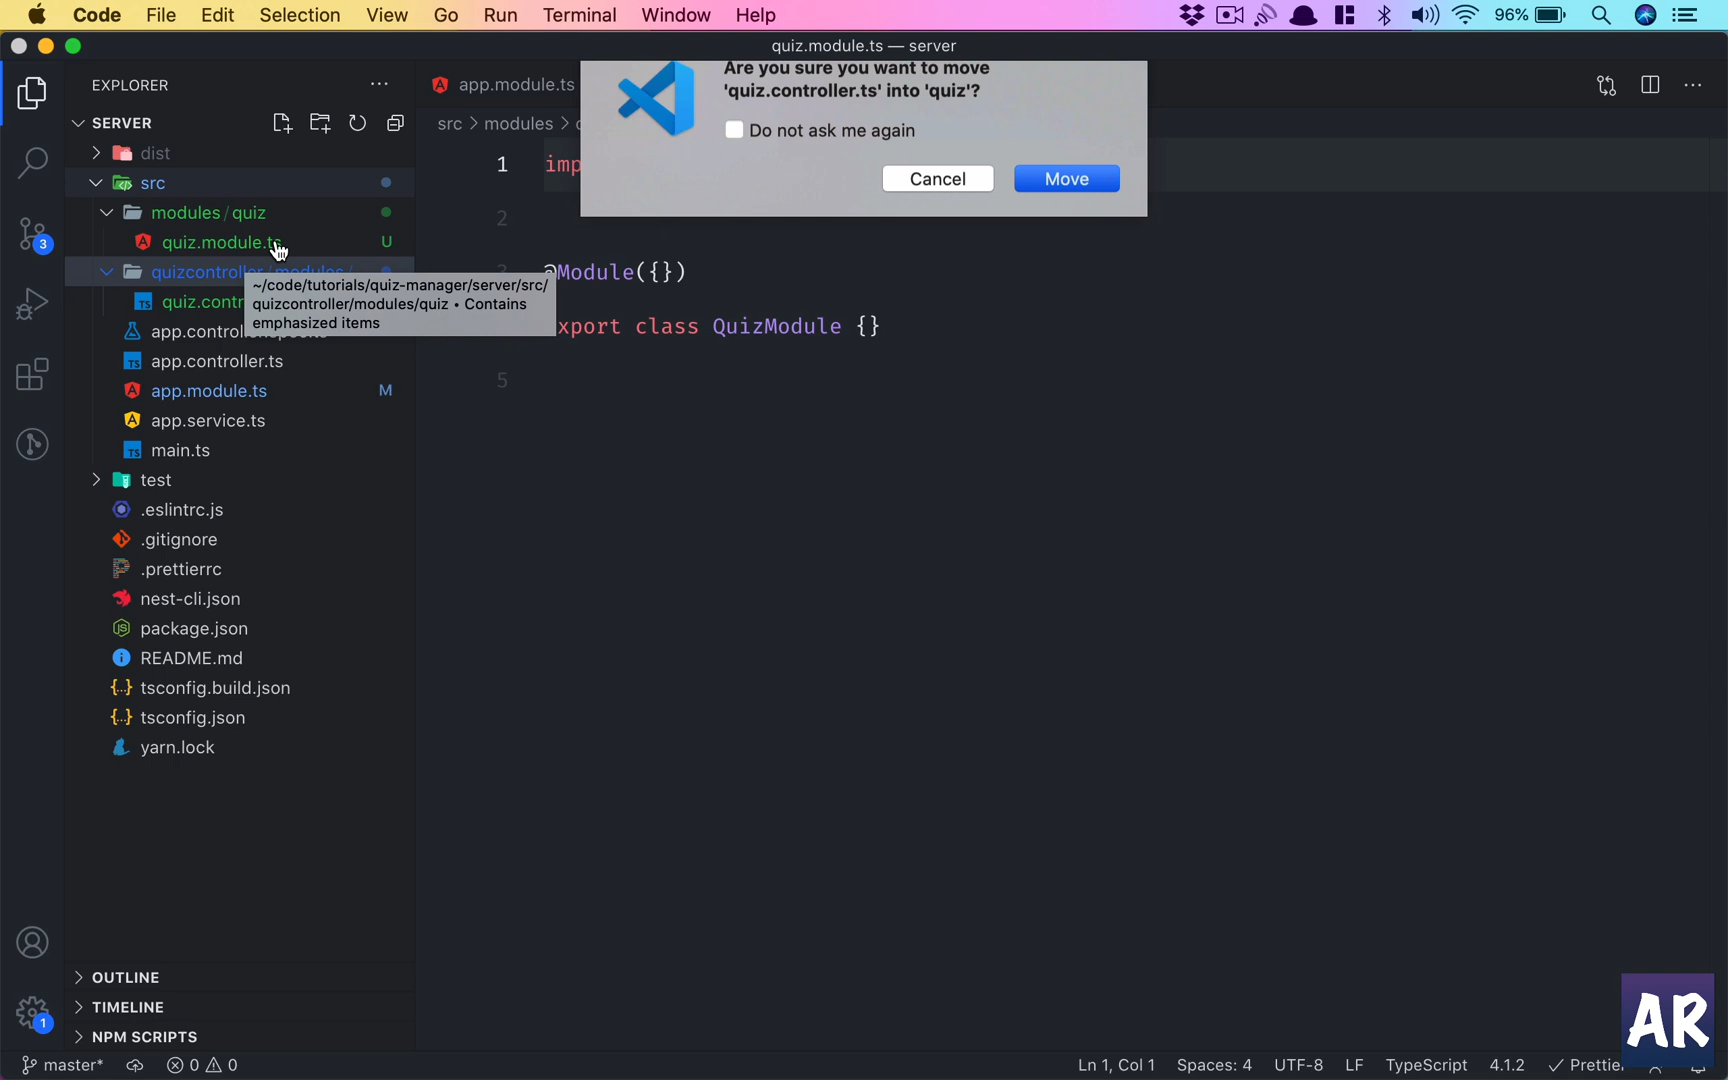 Code File Edit Selection View Go Run Terminal Window Help 96%
quiz.module.ts — server
EXPLORER
app.module.ts
Are you sure you want to move
'quiz.controller.ts' into 'quiz'?
Do not ask me again
Cancel Move
SERVER
src > modules >
dist
src
modules / quiz
quiz.module.ts U
quizcontroller / modules /
~/code/tutorials/quiz-manager/server/src/
quizcontroller/modules/quiz • Contains
emphasized items
quiz.contr
app.control
app.controller.ts
app.module.ts M
app.service.ts
main.ts
test
.eslintrc.js
.gitignore
.prettierrc
nest-cli.json
package.json
README.md
tsconfig.build.json
tsconfig.json
yarn.lock
1 imp
2
3 @Module({})
xport class QuizModule {}
5
3
OUTLINE
TIMELINE
1
NPM SCRIPTS
AR
master* 0 0 Ln 1, Col 1 Spaces: 4 UTF-8 LF TypeScript 4.1.2 Prettie